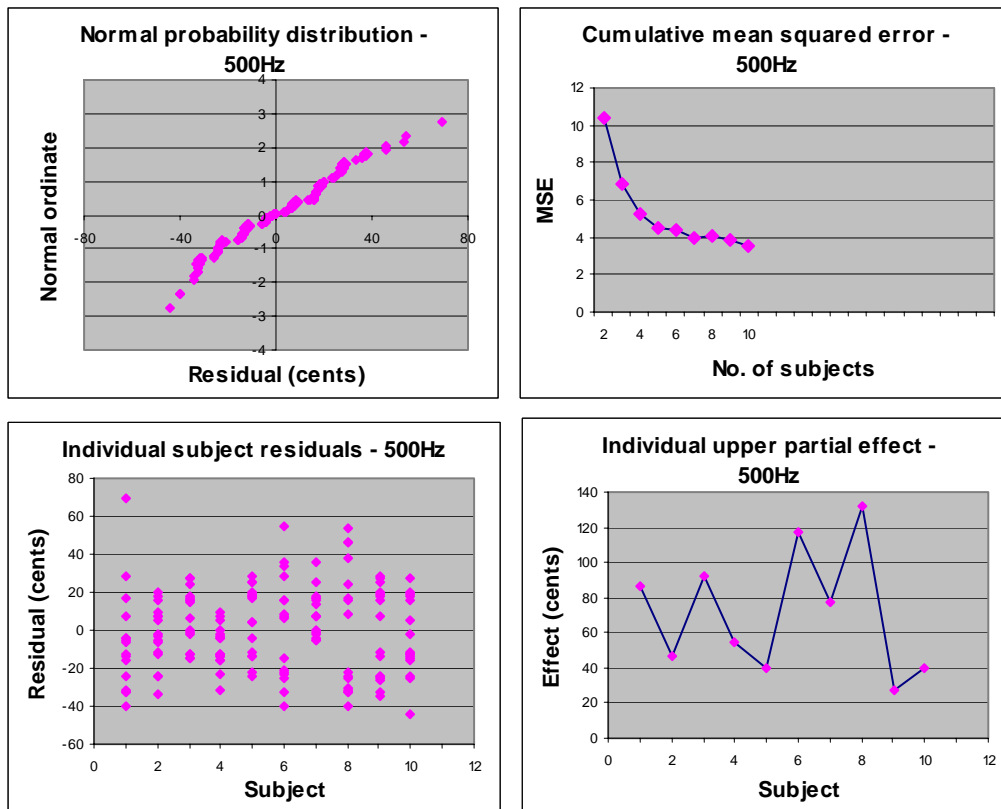 Normal probability distribution -
500Hz
4
3
2
1
0
-80
-40
0
40
80
-1
-2
-3
-4
Normal ordinate
Residual (cents)
Cumulative mean squared error -
500Hz
12
10
8
6
4
2
0
MSE
2 4 6 8 10
No. of subjects
Individual subject residuals - 500Hz
80
60
40
20
0
-20
-40
-60
Residual (cents)
0 2 4 6 8 10 12
Subject
Individual upper partial effect -
500Hz
140
120
100
80
60
40
20
0
Effect (cents)
0 2 4 6 8 10 12
Subject